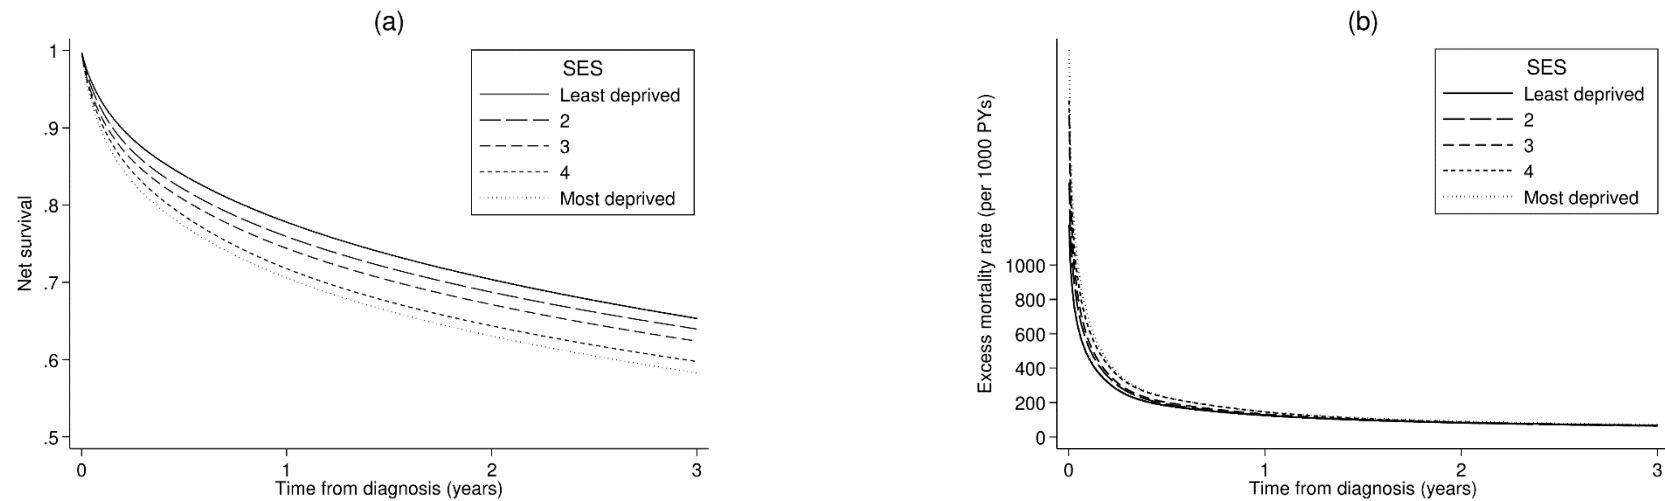 (a)
Net survival
1
.9
.8
.7
.6
.5
0
1
2
3
Time from diagnosis (years)
SES
Least deprived
2
3
4
Most deprived
(b)
Excess mortality rate (per 1000 PYs)
1000
800
600
400
200
0
0
1
2
3
Time from diagnosis (years)
SES
Least deprived
2
3
4
Most deprived